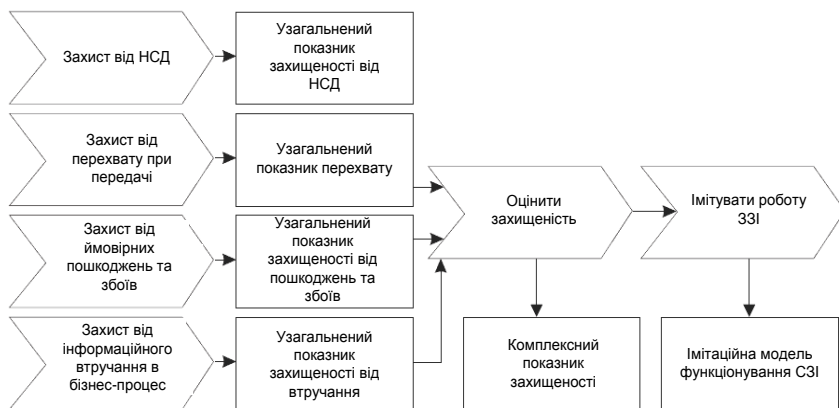 Захист від НСД
Узагальнений
показник
захищеності від
НСД
Захист від
перехвату при
передачі
Узагальнений
показник перехвату
Оцінити
захищеність
Імітувати роботу
ЗЗІ
Захист від
ймовірних
пошкоджень та
збоїв
Узагальнений
показник
захищеності від
пошкоджень та
збоїв
Захист від
інформаційного
втручання в
бізнес-процес
Узагальнений
показник
захищеності від
втручання
Комплексний
показник
захищеності
Імітаційна модель
функціонування СЗІ